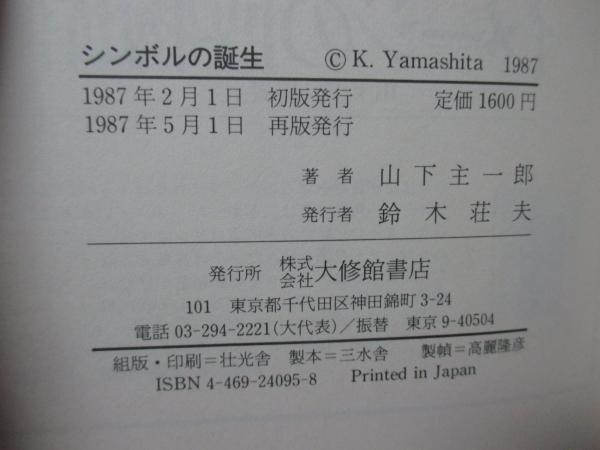 シンボルの誕生 ©K. Yamashita 1987
1987年2月1日 初版発行 定価1600円
1987年5月1日 再版発行
著者 山下主一郎
発行者 鈴木荘夫
発行所 株式会社大修館書店
101 東京都千代田区神田錦町3-24
電話03-294-2221(大代表)/振替 東京9-40504
組版・印刷=壮光舎 製本=三水舎 製幀=高麗隆彦
ISBN 4-469-24095-8 Printed in Japan